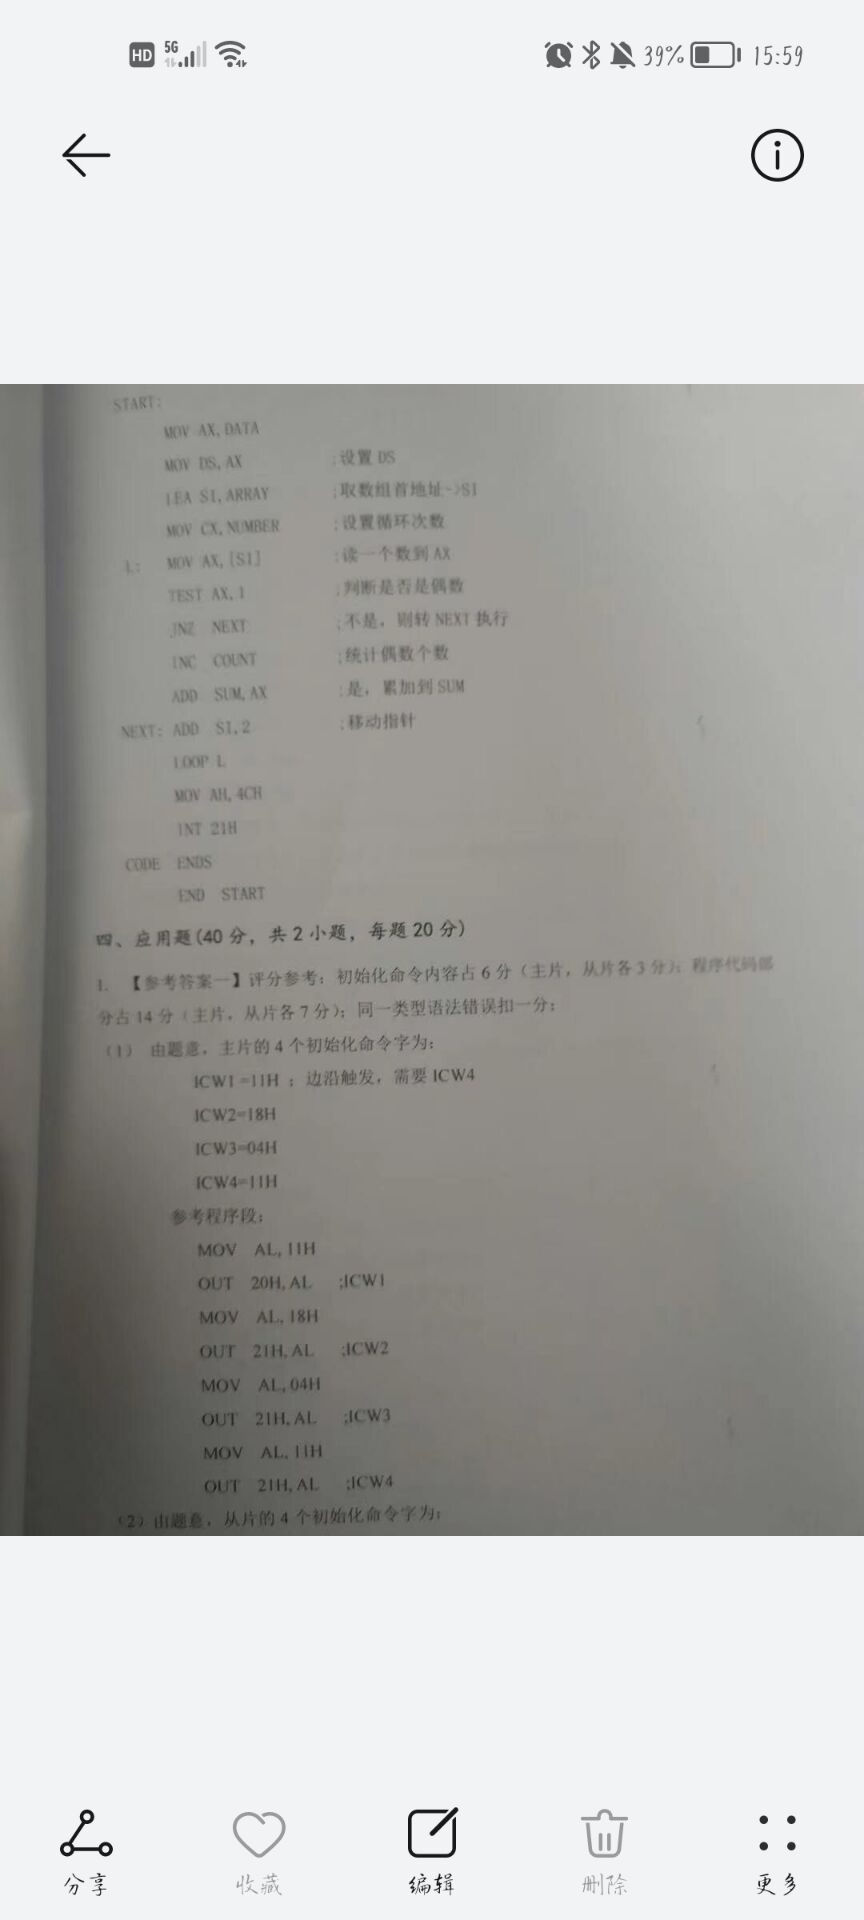 HD 5G 39% 15:59
START:
MOV AX, DATA
MOV DS, AX ;设置 DS
LEA SI, ARRAY ;取数组首地址->SI
MOV CX, NUMBER ;设置循环次数
L: MOV AX, [SI] ;读一个数到 AX
TEST AX, 1 ;判断是否是偶数
JNZ NEXT ;不是，则转 NEXT 执行
INC COUNT ;统计偶数个数
ADD SUM, AX ;是，累加到 SUM
NEXT: ADD SI, 2 ;移动指针
LOOP L
MOV AH, 4CH
INT 21H
CODE ENDS
END START
四、应用题(40 分，共 2 小题，每题 20 分)
1. 【参考答案一】评分参考：初始化命令内容占 6 分（主片，从片各 3 分）；程序代码部
分占 14 分（主片，从片各 7 分）；同一类型语法错误扣一分；
（1） 由题意，主片的 4 个初始化命令字为：
ICW1=11H ；边沿触发，需要 ICW4
ICW2=18H
ICW3=04H
ICW4=11H
参考程序段：
MOV AL, 11H
OUT 20H, AL ;ICW1
MOV AL, 18H
OUT 21H, AL ;ICW2
MOV AL, 04H
OUT 21H, AL ;ICW3
MOV AL, 11H
OUT 21H, AL ;ICW4
（2）由题意，从片的 4 个初始化命令字为：
分享 收藏 编辑 删除 更多